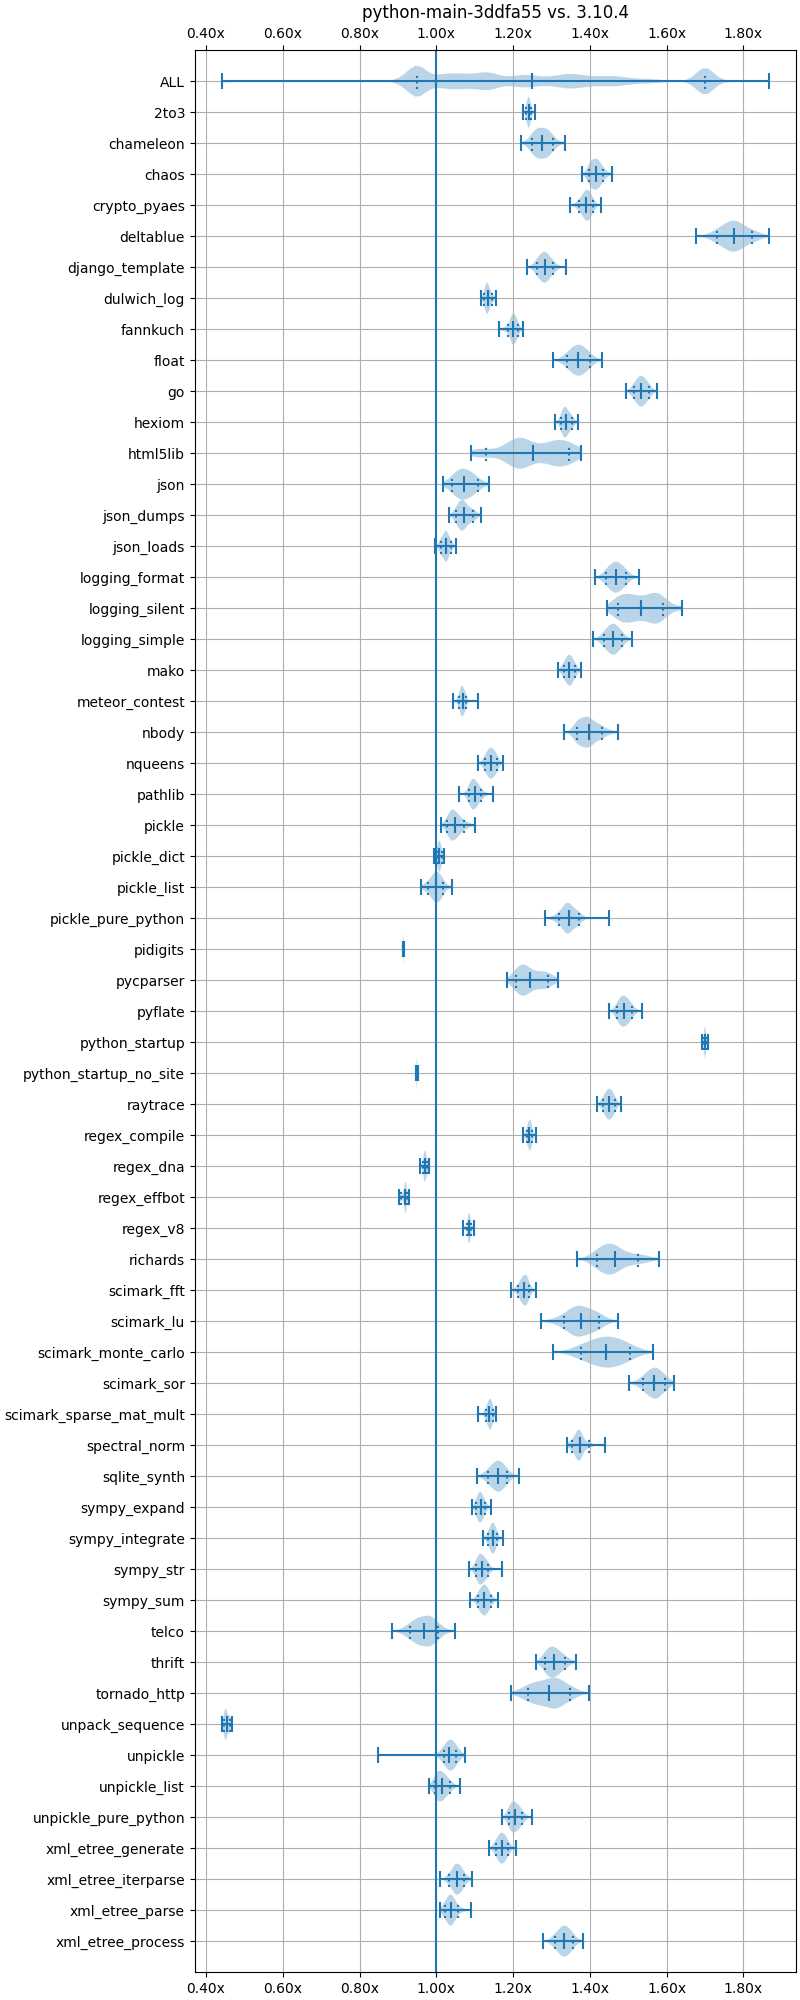 python-main-3ddfa55 vs. 3.10.4
0.40x 0.60x 0.80x 1.00x 1.20x 1.40x 1.60x 1.80x
ALL
2to3
chameleon
chaos
crypto_pyaes
deltablue
django_template
dulwich_log
fannkuch
float
go
hexiom
html5lib
json
json_dumps
json_loads
logging_format
logging_silent
logging_simple
mako
meteor_contest
nbody
nqueens
pathlib
pickle
pickle_dict
pickle_list
pickle_pure_python
pidigits
pycparser
pyflate
python_startup
python_startup_no_site
raytrace
regex_compile
regex_dna
regex_effbot
regex_v8
richards
scimark_fft
scimark_lu
scimark_monte_carlo
scimark_sor
scimark_sparse_mat_mult
spectral_norm
sqlite_synth
sympy_expand
sympy_integrate
sympy_str
sympy_sum
telco
thrift
tornado_http
unpack_sequence
unpickle
unpickle_list
unpickle_pure_python
xml_etree_generate
xml_etree_iterparse
xml_etree_parse
xml_etree_process
0.40x 0.60x 0.80x 1.00x 1.20x 1.40x 1.60x 1.80x